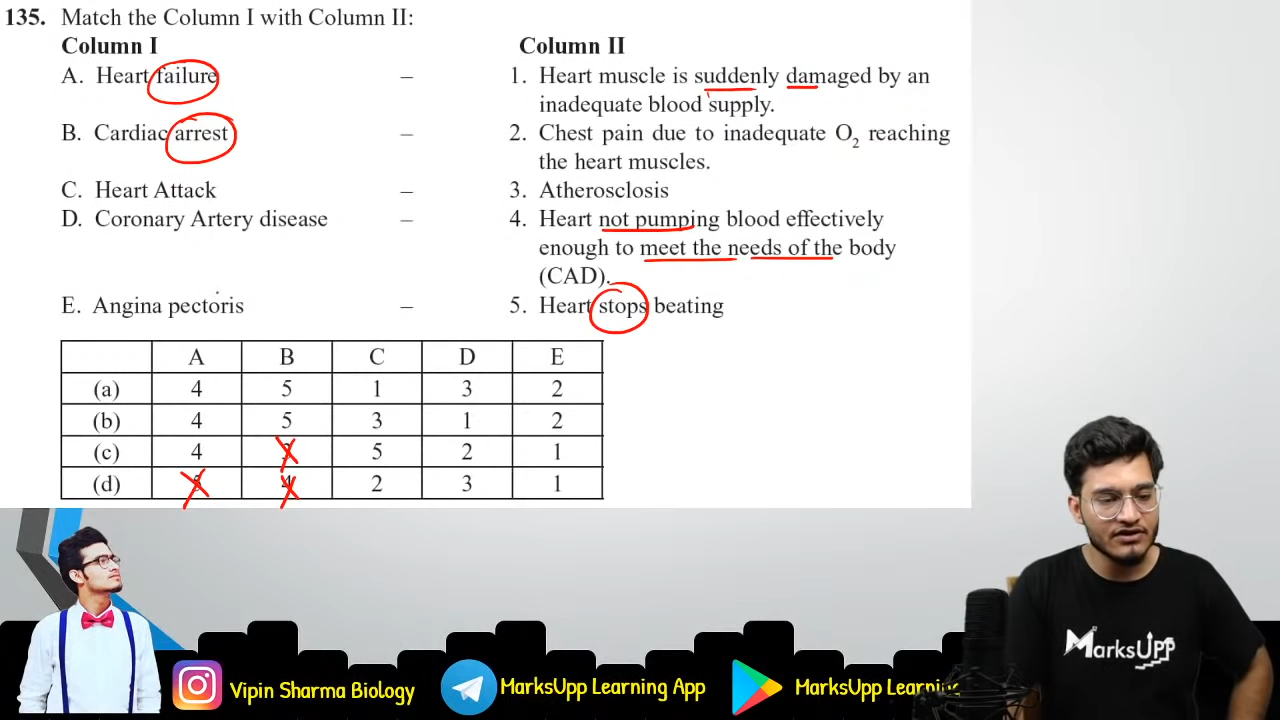 135. Match the Column I with Column II:
Column I Column II
A. Heart failure – 1. Heart muscle is suddenly damaged by an
inadequate blood supply.
B. Cardiac arrest – 2. Chest pain due to inadequate O2 reaching
the heart muscles.
C. Heart Attack – 3. Atherosclosis
D. Coronary Artery disease – 4. Heart not pumping blood effectively
enough to meet the needs of the body
(CAD).
E. Angina pectoris – 5. Heart stops beating
A B C D E
(a) 4 5 1 3 2
(b) 4 5 3 1 2
(c) 4 5 2 1
(d) 2 3 1
MarksUpp
Vipin Sharma Biology MarksUpp Learning App MarksUpp Learning